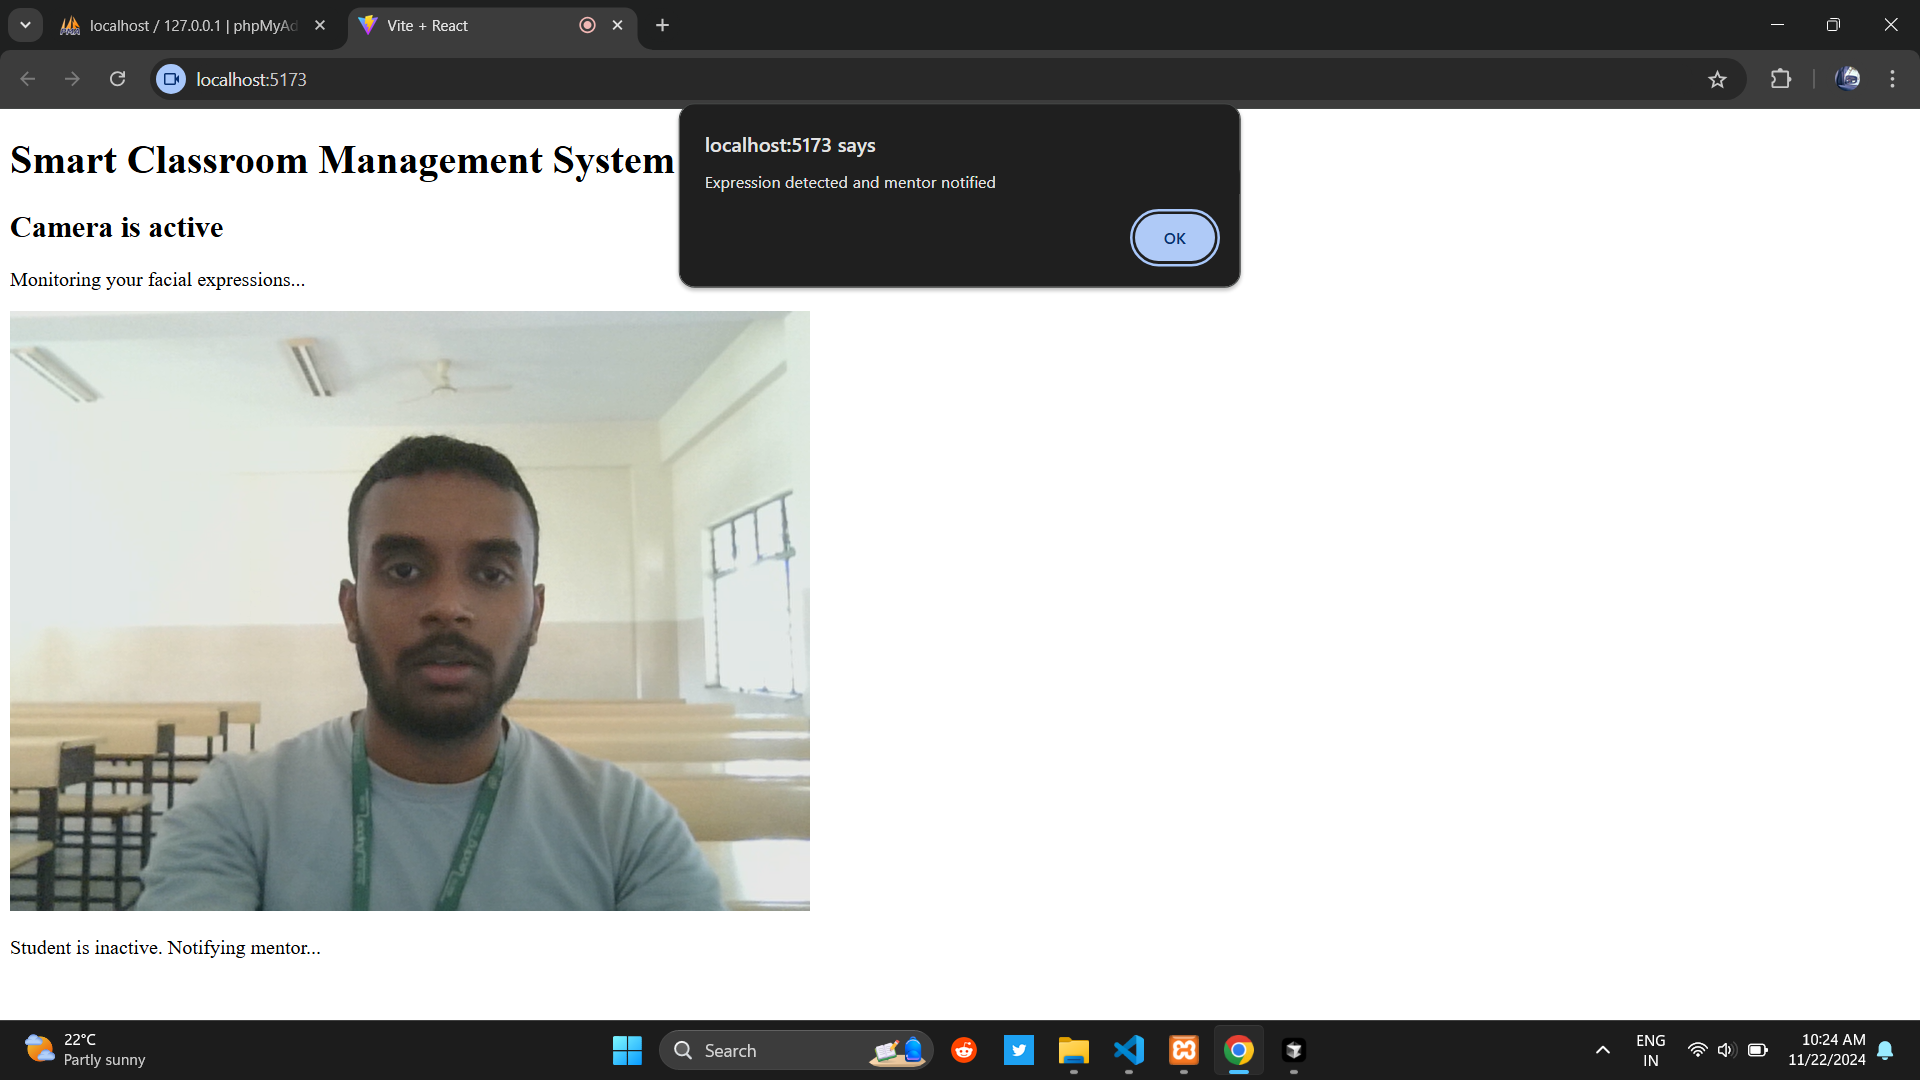 localhost / 127.0.0.1 | phpMyAd
Vite + React
localhost:5173
localhost:5173 says
Expression detected and mentor notified
OK
Smart Classroom Management System
Camera is active
Monitoring your facial expressions...
Student is inactive. Notifying mentor...
22°C
Partly sunny
Search
ENG
IN
10:24 AM
11/22/2024